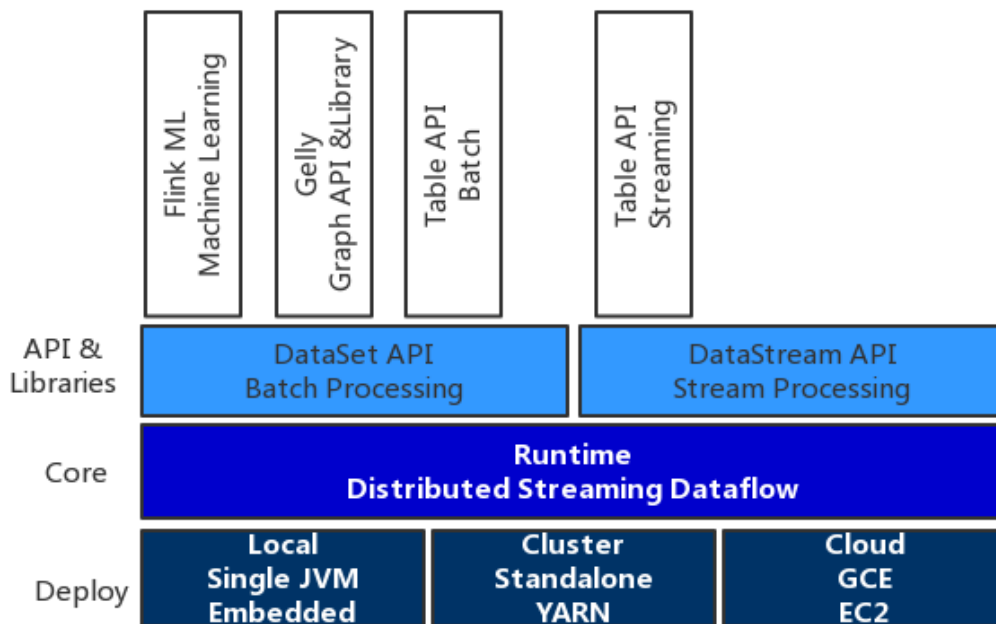 Flink ML
Machine Learning
Gelly
Graph API &Library
Table API
Batch
Table API
Streaming
API &
Libraries
DataSet API
Batch Processing
DataStream API
Stream Processing
Core
Runtime
Distributed Streaming Dataflow
Deploy
Local
Single JVM
Embedded
Cluster
Standalone
YARN
Cloud
GCE
EC2